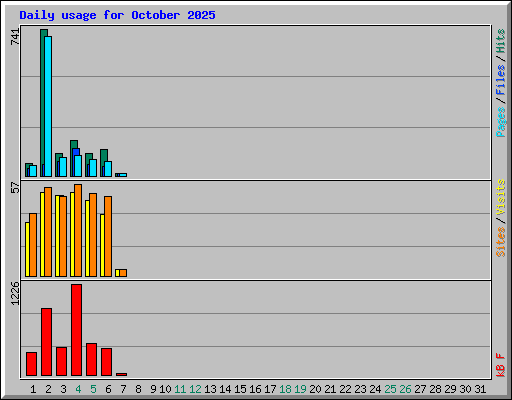 Daily usage for October 2025
741
57
1226
Pages / Files / Hits
Sites / Visits
kB F
1 2 3 4 5 6 7 8 9 10 11 12 13 14 15 16 17 18 19 20 21 22 23 24 25 26 27 28 29 30 31